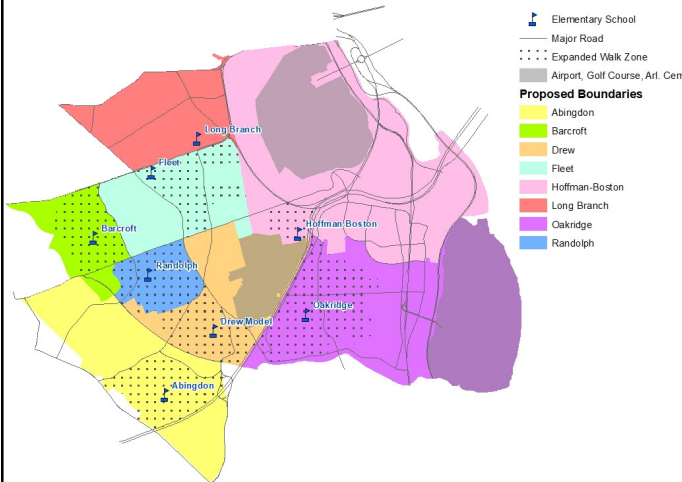 Elementary School
Major Road
Expanded Walk Zone
Airport, Golf Course, Arl. Cem
Proposed Boundaries
Abingdon
Barcroft
Drew
Fleet
Hoffman-Boston
Long Branch
Oakridge
Randolph
Long Branch
Fleet
Barcroft
Hoffman-Boston
Randolph
Oakridge
Drew Model
Abingdon